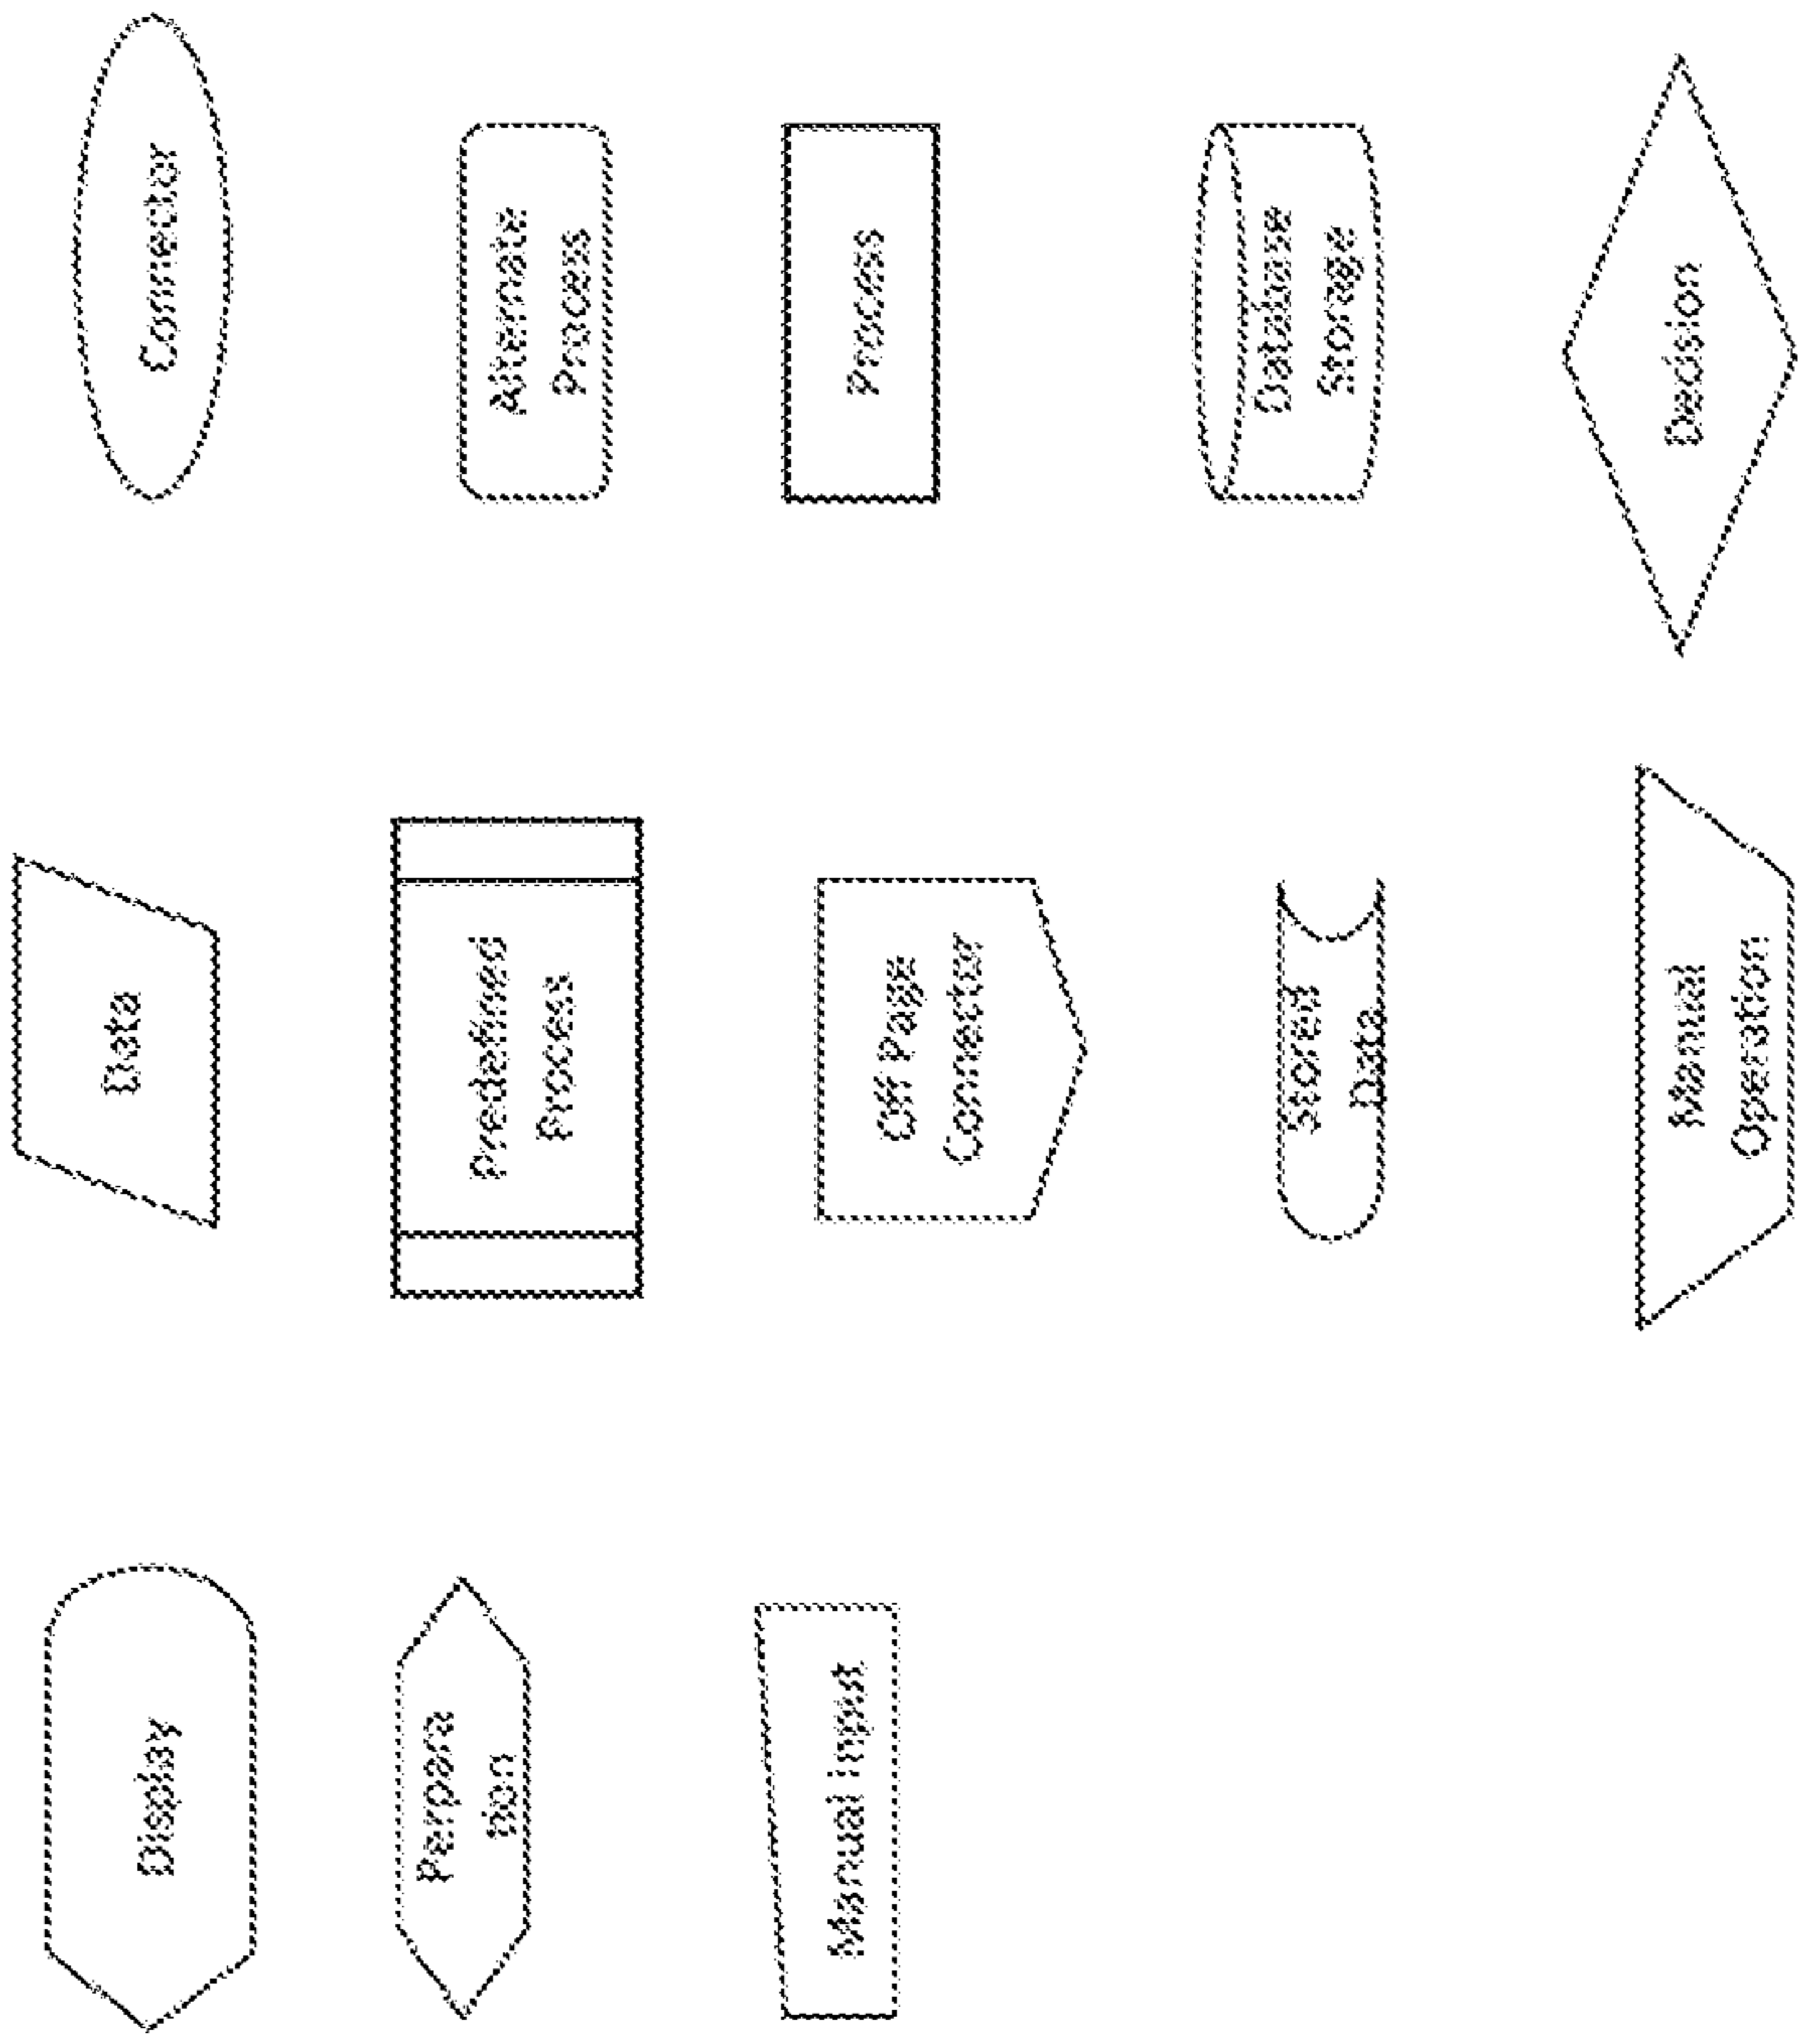 Display
Data
Connector
Perpara
tion
Predefined
Process
Alternate
Process
Manual Input
Off Page
Connector
Process
Stored
Data
Database
Storage
Manual
Operation
Decision